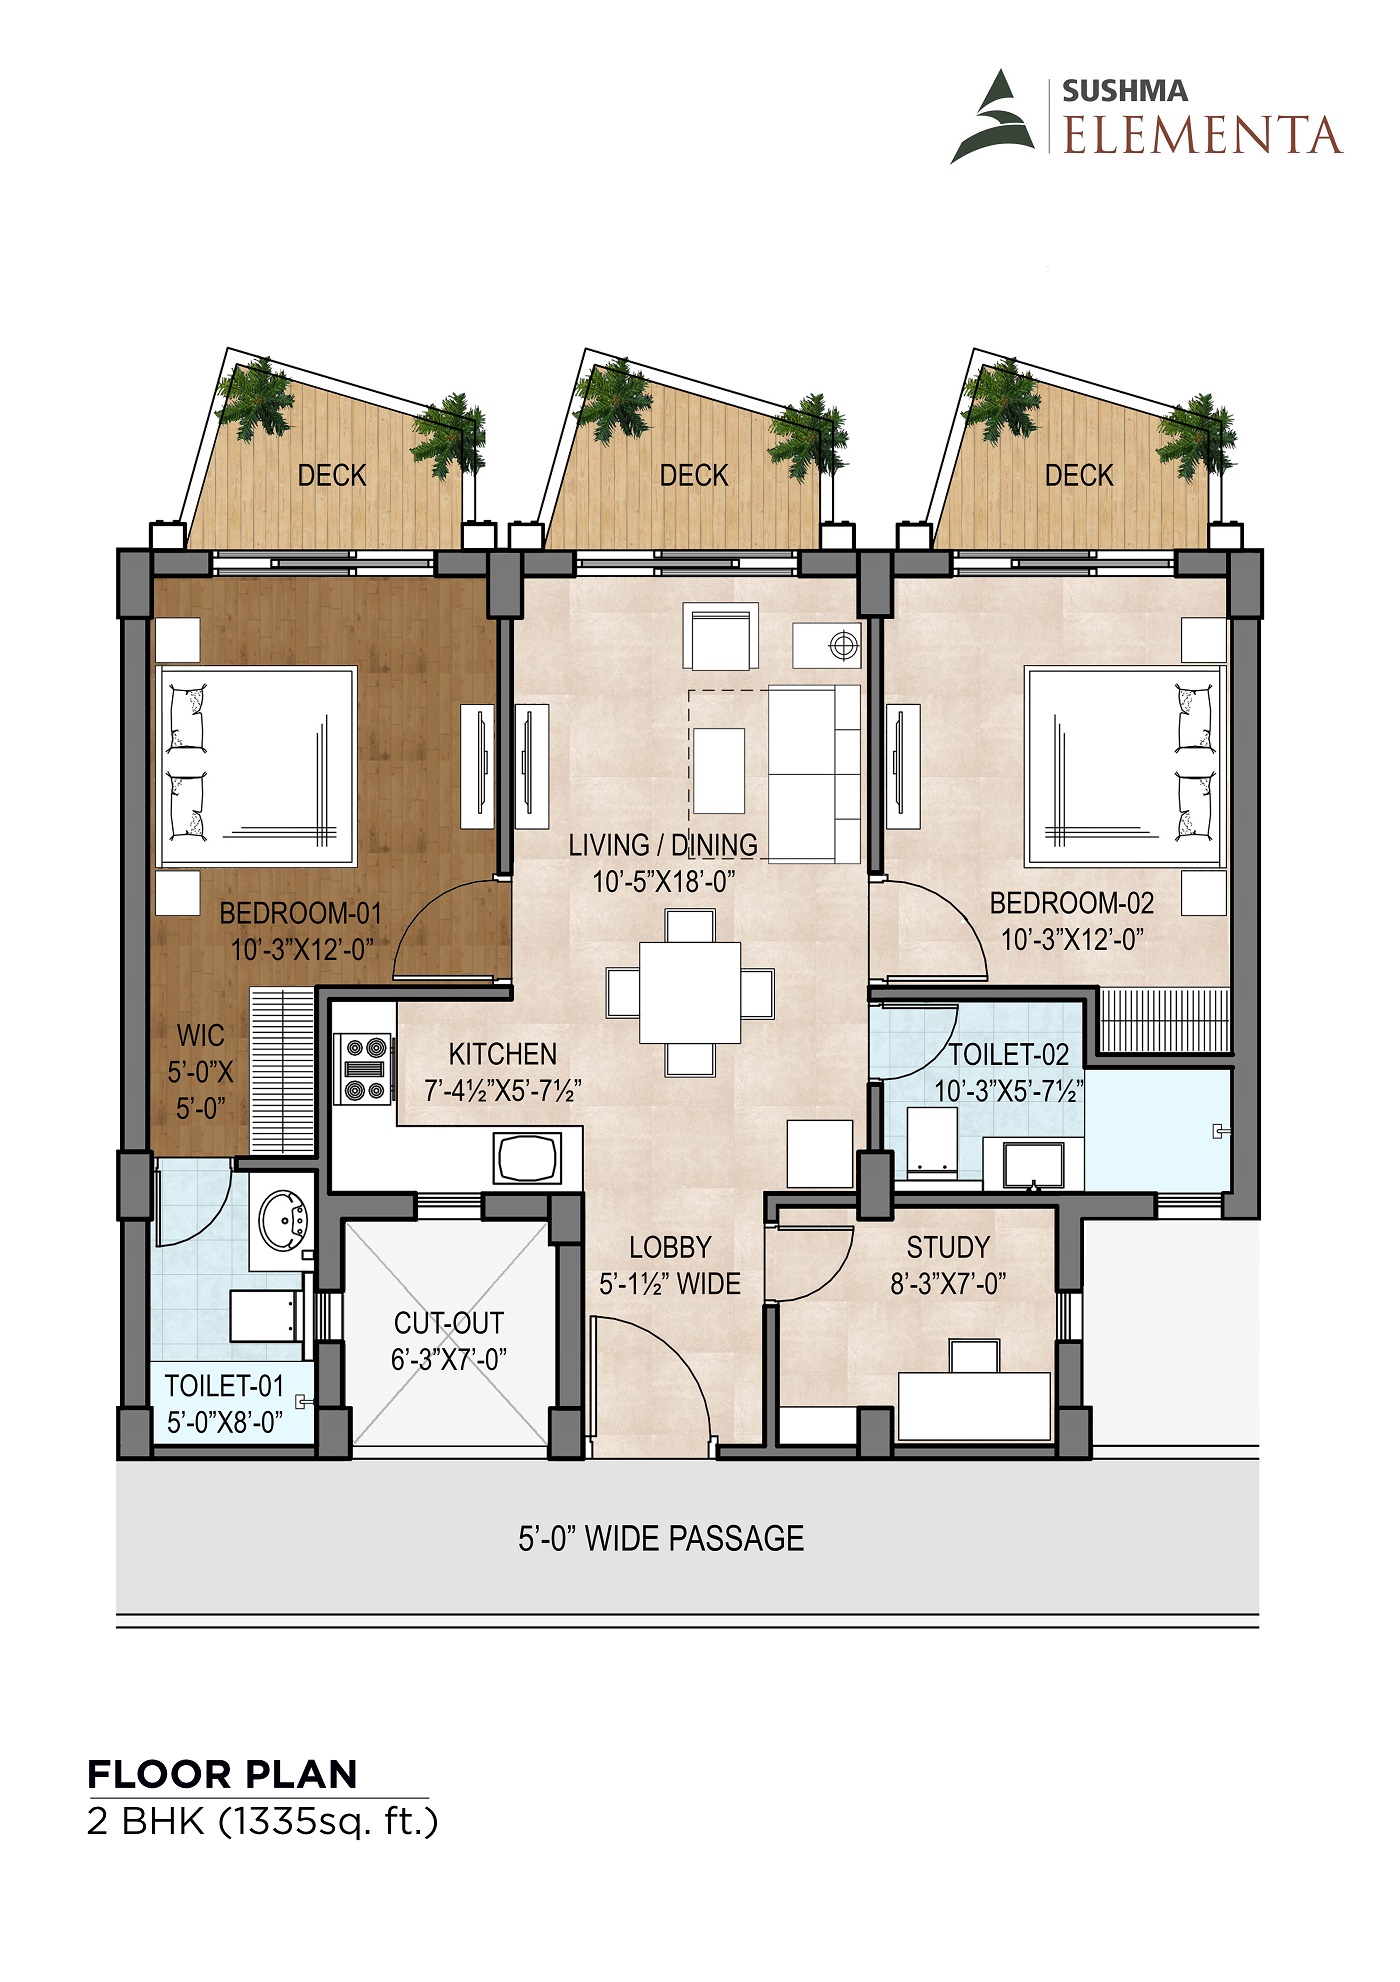 SUSHMA
ELEMENTA
DECK
DECK
DECK
LIVING / DINING
10’-5”X18’-0”
BEDROOM-01
10’-3”X12’-0”
BEDROOM-02
10’-3”X12’-0”
WIC
5’-0”X
5’-0”
KITCHEN
7’-4½”X5’-7½”
TOILET-02
10’-3”X5’-7½”
LOBBY
5’-1½” WIDE
STUDY
8’-3”X7’-0”
CUT-OUT
6’-3”X7’-0”
TOILET-01
5’-0”X8’-0”
5’-0” WIDE PASSAGE
FLOOR PLAN
2 BHK (1335sq. ft.)